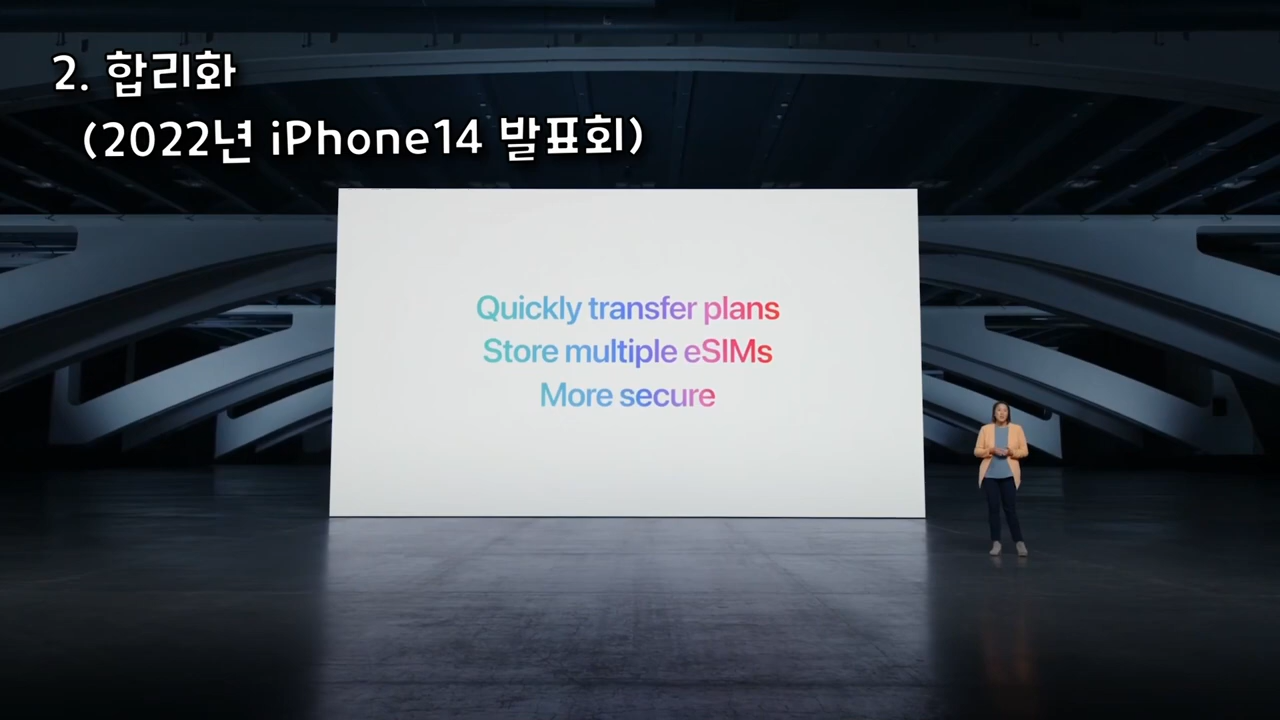 2. 합리화
(2022년 iPhone14 발표회)
Quickly transfer plans
Store multiple eSIMs
More secure